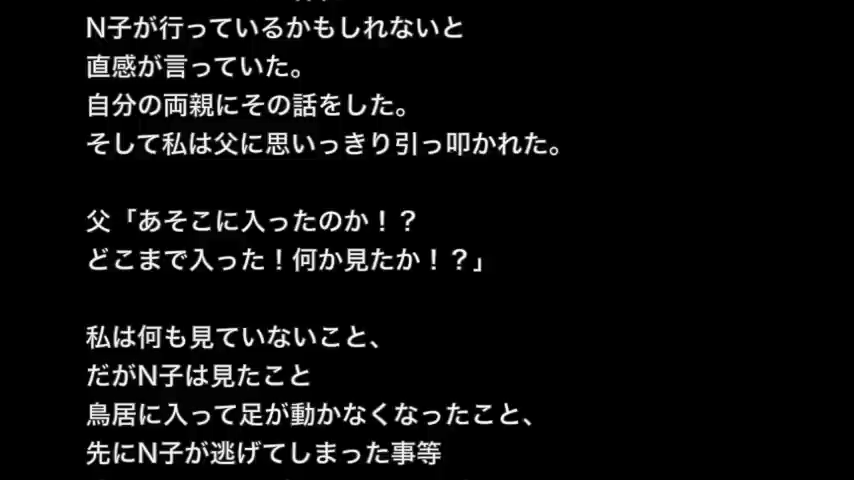 N子が行っているかもしれないと
直感が言っていた。
自分の両親にその話をした。
そして私は父に思いっきり引っ叩かれた。
父「あそこに入ったのか！？
どこまで入った！何か見たか！？」
私は何も見ていないこと、
だがN子は見たこと
鳥居に入って足が動かなくなったこと、
先にN子が逃げてしまった事等